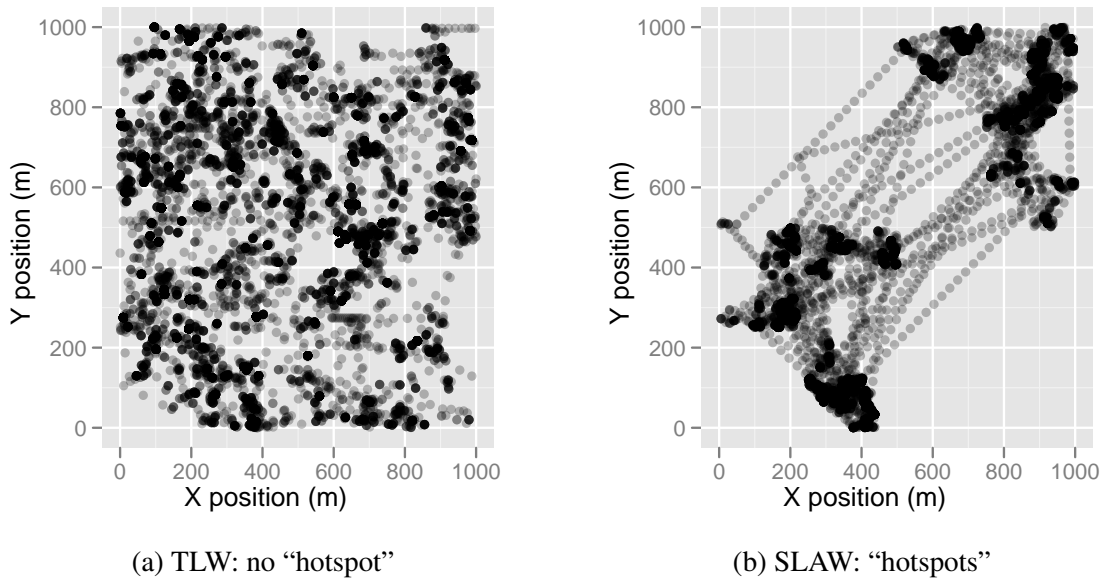 1000
800
600
400
200
0
Y position (m)
0 200 400 600 800 1000
X position (m)
(a) TLW: no “hotspot”
1000
800
600
400
200
0
Y position (m)
0 200 400 600 800 1000
X position (m)
(b) SLAW: “hotspots”